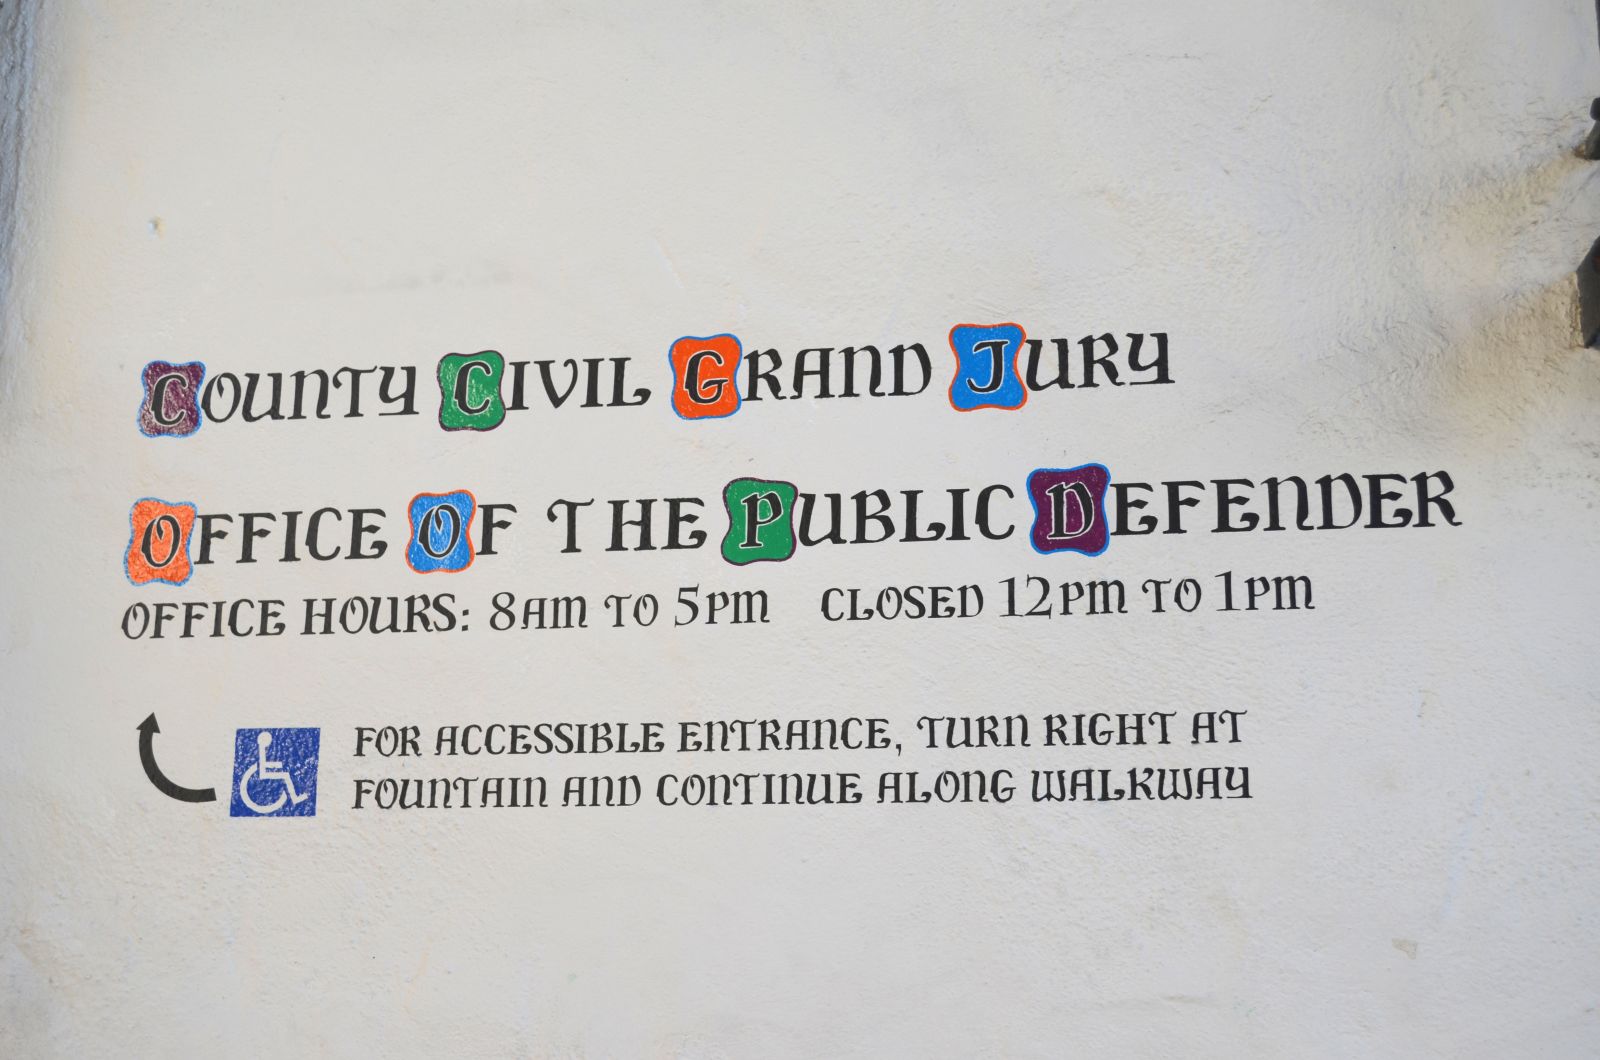 COUNTY CIVIL GRAND JURY
OFFICE OF THE PUBLIC DEFENDER
OFFICE HOURS: 8AM TO 5PM CLOSED 12PM TO 1PM
FOR ACCESSIBLE ENTRANCE, TURN RIGHT AT
FOUNTAIN AND CONTINUE ALONG WALKWAY